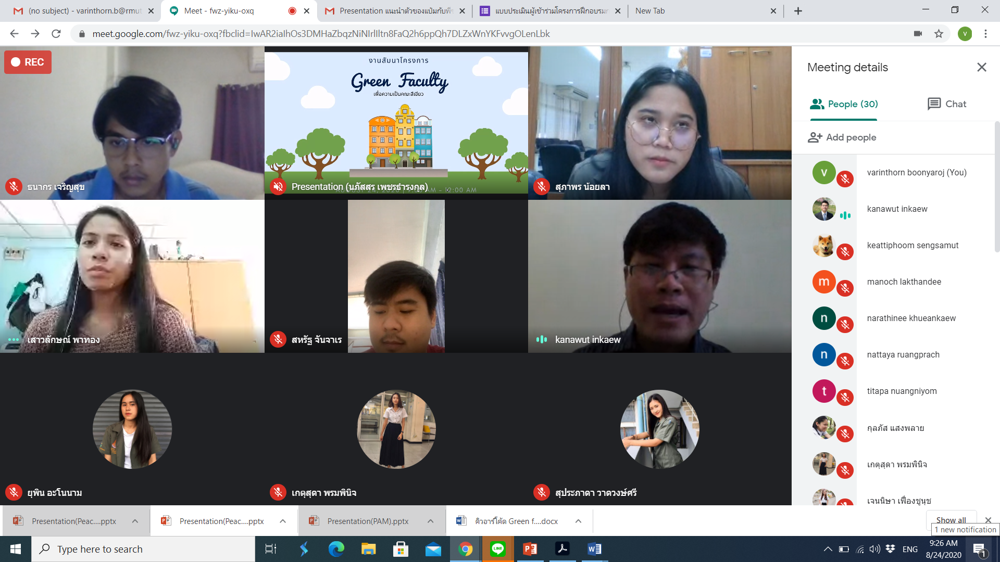 (no subject) - varinthorn.b@rmut
Meet - fwz-yiku-oxq
Presentation แนะนำตัวของแป้มกับพี
แบบประเมินผู้เข้าร่วมโครงการฝึกอบรม
New Tab
meet.google.com/fwz-yiku-oxq?fbclid=IwAR2iaIhOs3DMHaZbqzNiNIrlIltn8FaQ2h6ppQh7DLZxWnYKFvvgOLenLbk
V
REC
งานสัมนาโครงการ
Green Faculty
เพื่อความเป็นคณะสีเขียว
AUGUST 24, 2020 | 9:00 AM - 12:00 AM
ธนากร เจริญสุข
Presentation (นภัสสร เพชรธำรงกุล)
สุภาพร น้อยลา
เสาวลักษณ์ พาทอง
สหรัฐ จันจาเร
kanawut inkaew
ยุพิน อะโนนาม
เกตุสุดา พรมพินิจ
สุประภาดา วาดวงษ์ศรี
Meeting details
People (30)
Chat
Add people
v
varinthorn boonyaroj (You)
kanawut inkaew
keattiphoom sengsamut
m
manoch lakthandee
n
narathinee khueankaew
n
nattaya ruangprach
t
titapa nuangniyom
กุลภัส แสงพลาย
เกตุสุดา พรมพินิจ
เจนนิษา เฟื่องชูนุช
Presentation(Peac....pptx
Presentation(Peac....pptx
Presentation(PAM).pptx
คิวอาร์โค้ด Green f....docx
Show all
1 new notification
Type here to search
LINE
ENG
9:26 AM
8/24/2020
1